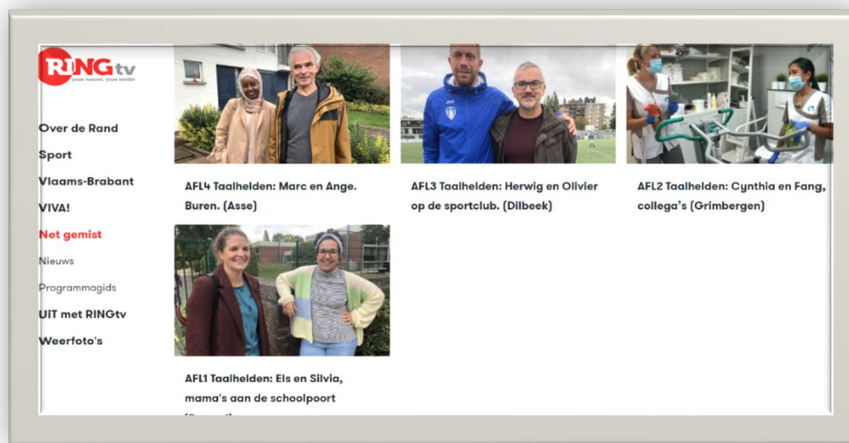 RINGtv
jouw nieuws. jouw zender
Over de Rand
Sport
Vlaams-Brabant
VIVA!
Net gemist
Nieuws
Programmagids
UiT met RINGtv
Weerfoto's
AFL4 Taalhelden: Marc en Ange.
Buren. (Asse)
AFL3 Taalhelden: Herwig en Olivier
op de sportclub. (Dilbeek)
AFL2 Taalhelden: Cynthia en Fang,
collega's (Grimbergen)
AFL1 Taalhelden: Els en Silvia,
mama's aan de schoolpoort